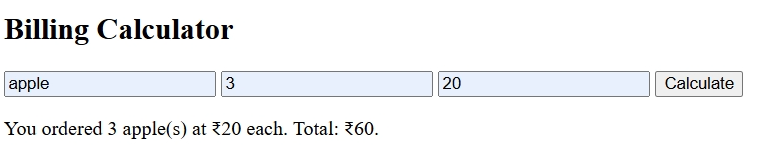 Billing Calculator
apple 3 20 Calculate
You ordered 3 apple(s) at ₹20 each. Total: ₹60.